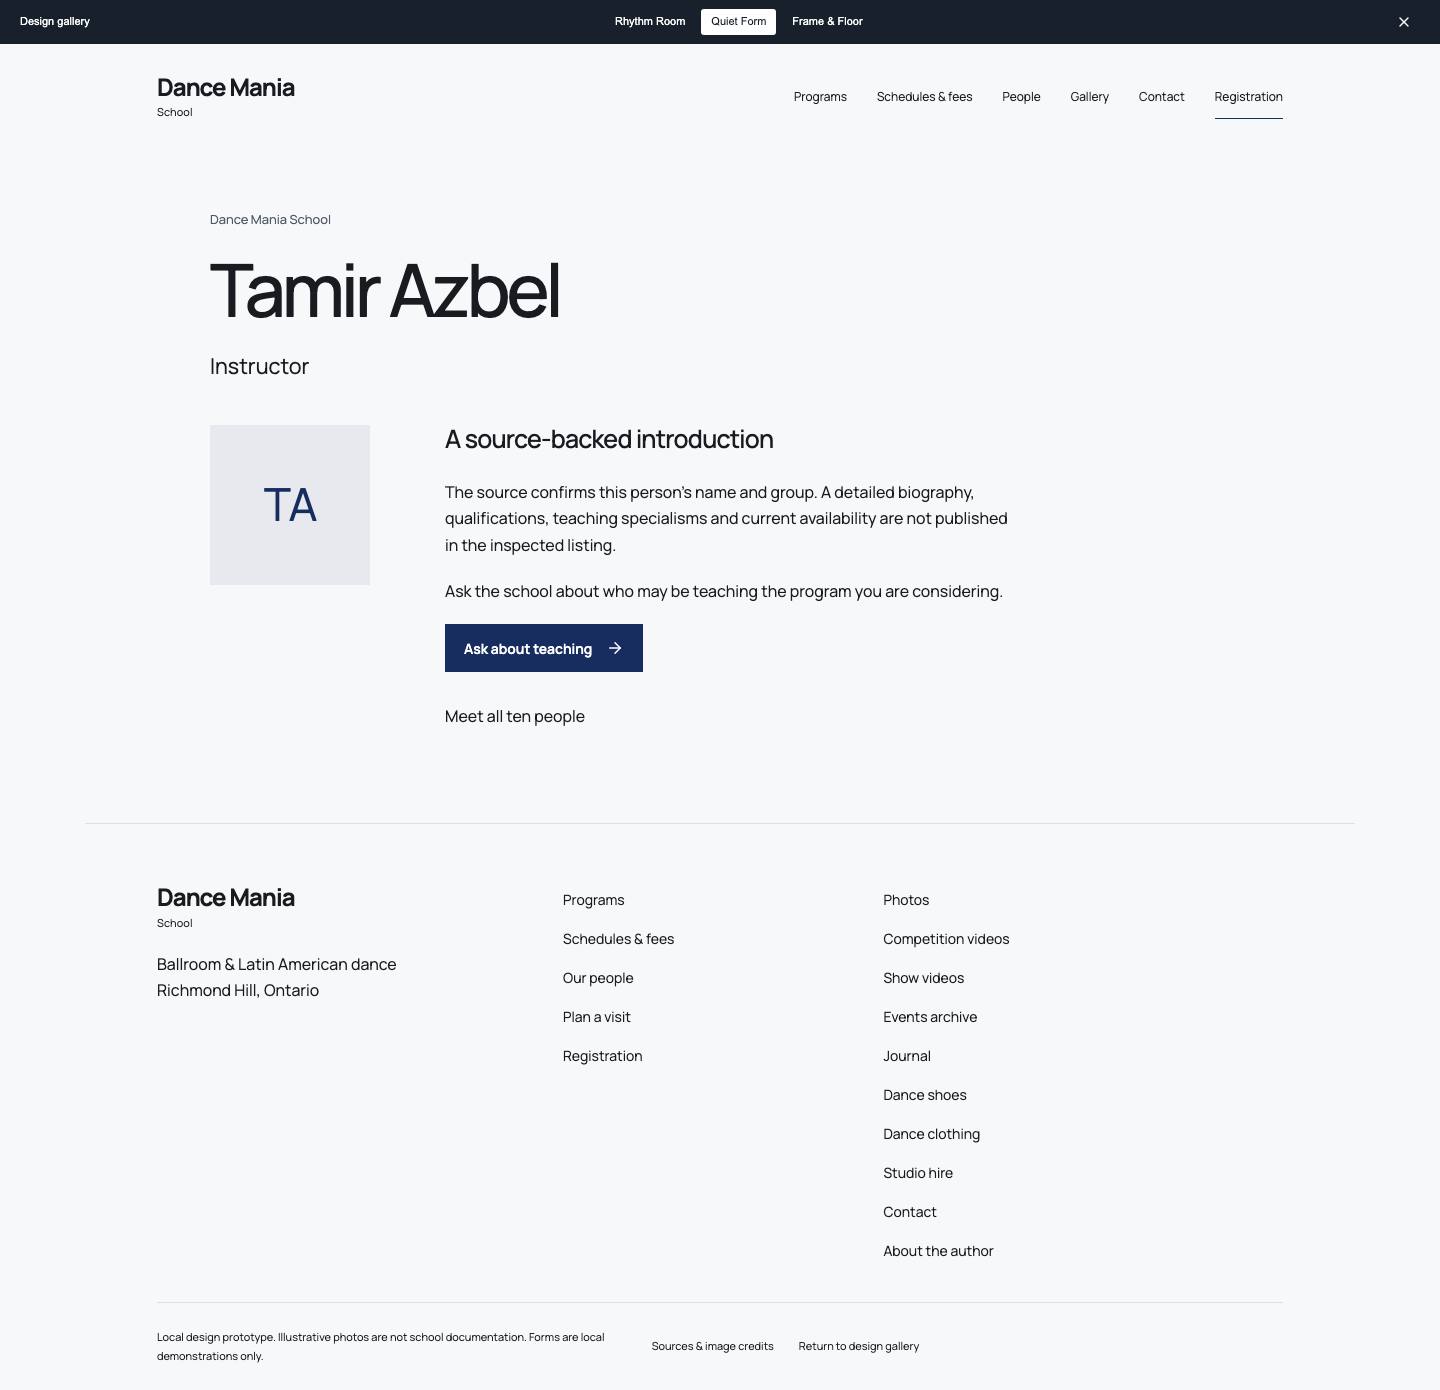 Design gallery
Rhythm Room
Quiet Form
Frame & Floor
Dance Mania
School
Programs
Schedules & fees
People
Gallery
Contact
Registration
Dance Mania School
Tamir Azbel
Instructor
TA
A source-backed introduction
The source confirms this person's name and group. A detailed biography,
qualifications, teaching specialisms and current availability are not published
in the inspected listing.
Ask the school about who may be teaching the program you are considering.
Ask about teaching
Meet all ten people
Dance Mania
School
Ballroom & Latin American dance
Richmond Hill, Ontario
Programs
Schedules & fees
Our people
Plan a visit
Registration
Photos
Competition videos
Show videos
Events archive
Journal
Dance shoes
Dance clothing
Studio hire
Contact
About the author
Local design prototype. Illustrative photos are not school documentation. Forms are local
demonstrations only.
Sources & image credits
Return to design gallery